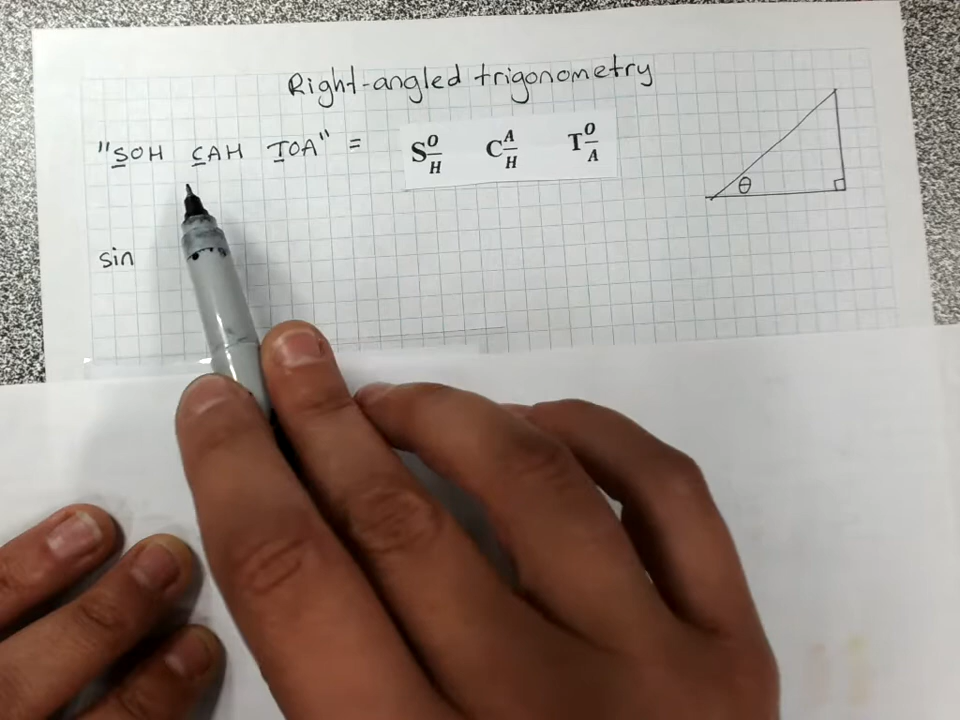 Right-angled trigonometry
"SOH CAH TOA" = S O/H C A/H T O/A
θ
sin